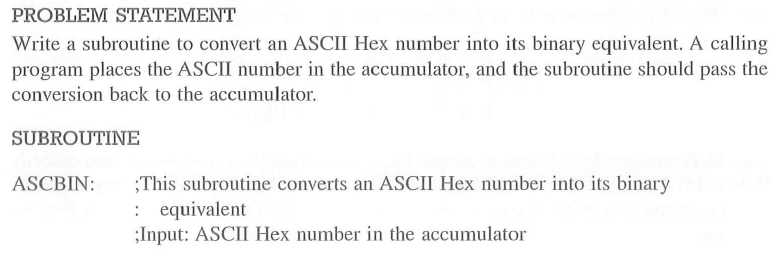 PROBLEM STATEMENT
Write a subroutine to convert an ASCII Hex number into its binary equivalent. A calling
program places the ASCII number in the accumulator, and the subroutine should pass the
conversion back to the accumulator.
SUBROUTINE
ASCBIN: ;This subroutine converts an ASCII Hex number into its binary
: equivalent
;Input: ASCII Hex number in the accumulator